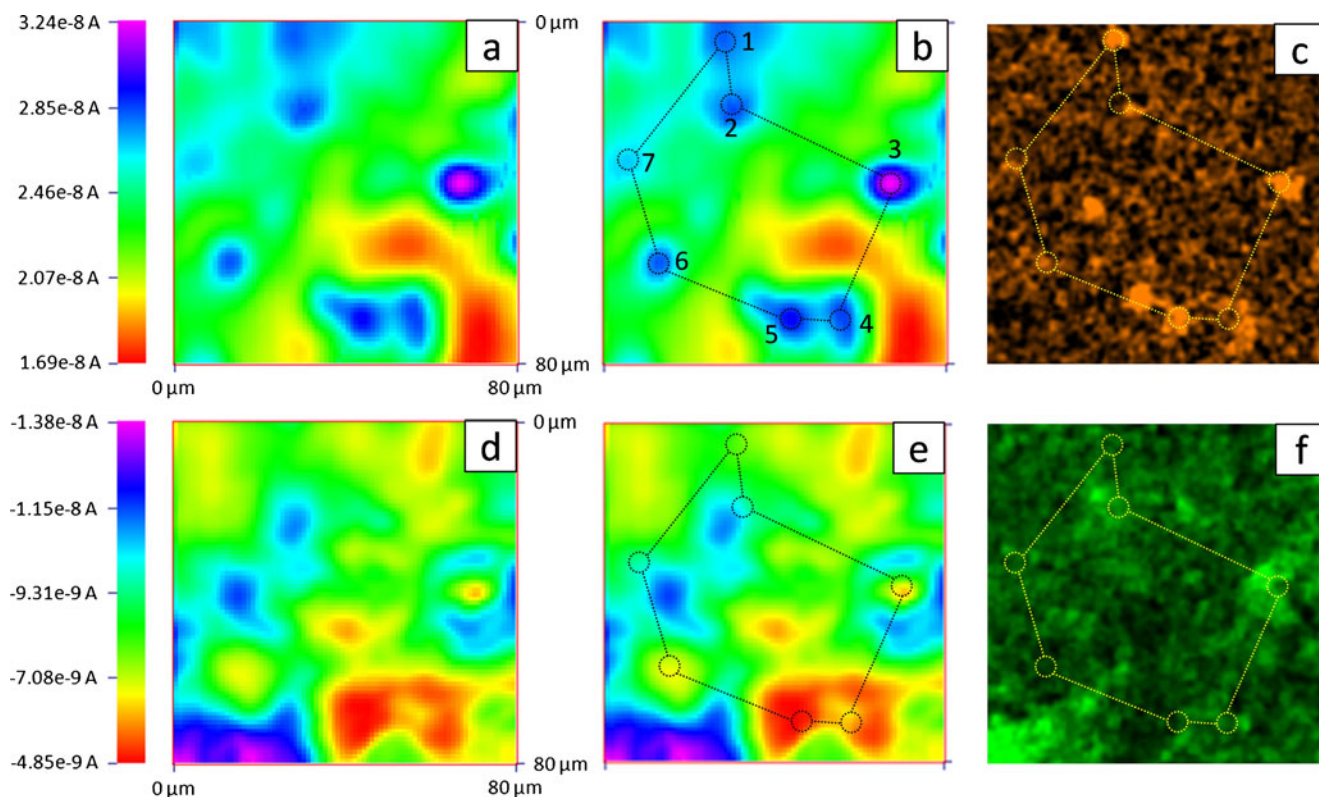 3.24e-8 A
2.85e-8 A
2.46e-8 A
2.07e-8 A
1.69e-8 A
a
0 µm
80 µm
0 µm
80 µm
b
1
2
3
7
6
5
4
c
-1.38e-8 A
-1.15e-8 A
-9.31e-9 A
-7.08e-9 A
-4.85e-9 A
d
0 µm
80 µm
0 µm
80 µm
e
f